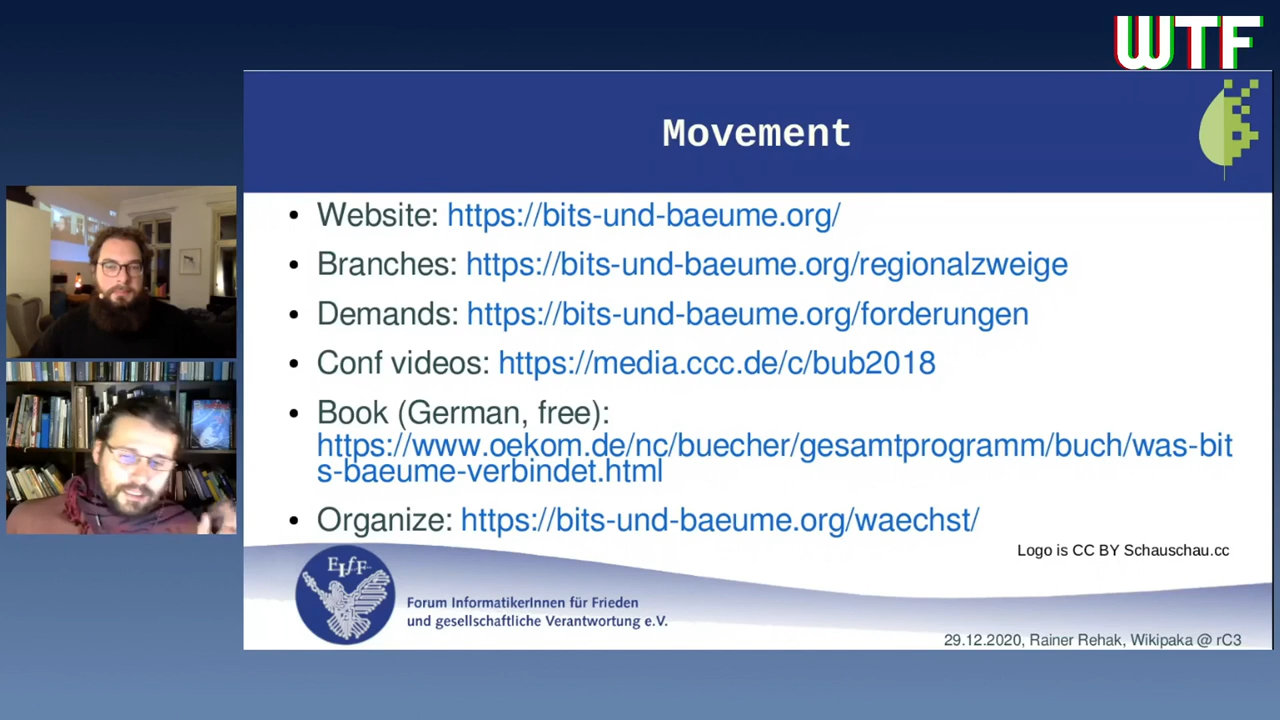 WTF
Movement
• Website: https://bits-und-baeume.org/
• Branches: https://bits-und-baeume.org/regionalzweige
• Demands: https://bits-und-baeume.org/forderungen
• Conf videos: https://media.ccc.de/c/bub2018
• Book (German, free):
https://www.oekom.de/nc/buecher/gesamtprogramm/buch/was-bit
s-baeume-verbindet.html
• Organize: https://bits-und-baeume.org/waechst/
Logo is CC BY Schauschau.cc
FIfF
Forum InformatikerInnen für Frieden
und gesellschaftliche Verantwortung e.V.
29.12.2020, Rainer Rehak, Wikipaka @ rC3